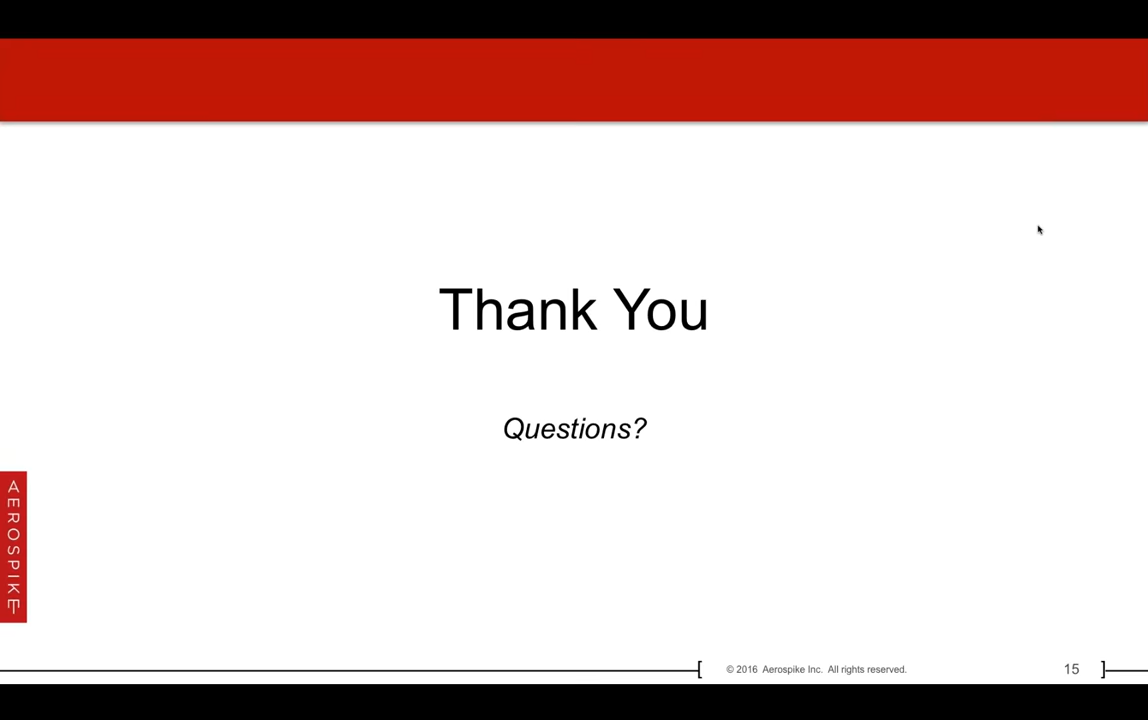 Thank You
Questions?
AEROSPIKE
© 2016 Aerospike Inc. All rights reserved.
15